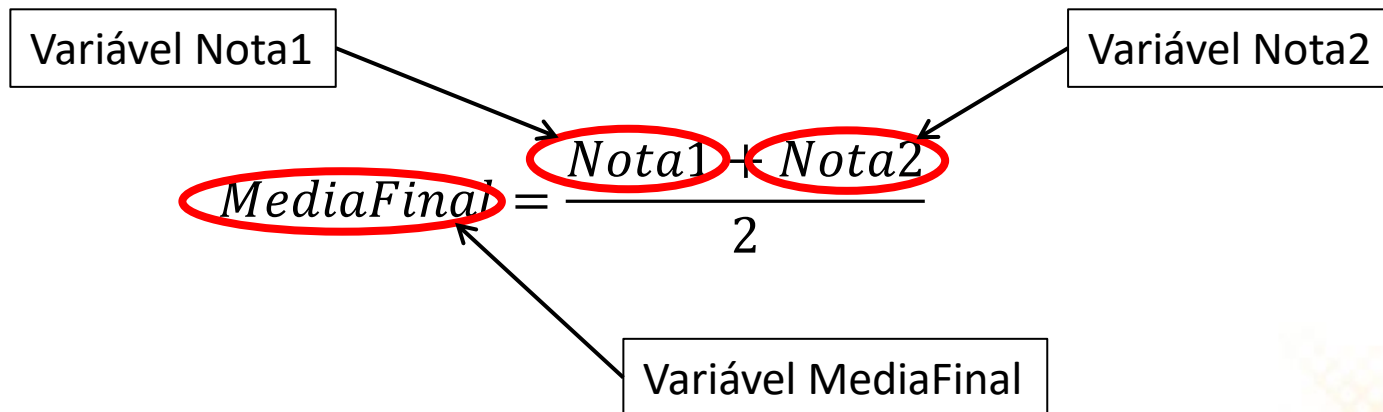 Variável Nota1
Variável Nota2
Nota1 + Nota2
MediaFinal =
2
Variável MediaFinal